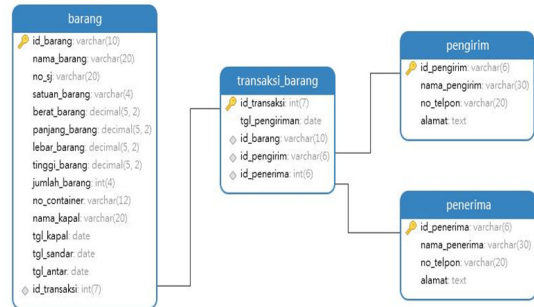 barang
id_barang: varchar(10)
nama_barang: varchar(20)
no_sj: varchar(20)
satuan_barang: varchar(4)
berat_barang: decimal(5, 2)
panjang_barang: decimal(5, 2)
lebar_barang: decimal(5, 2)
tinggi_barang: decimal(5, 2)
jumlah_barang: int(4)
no_container: varchar(12)
nama_kapal: varchar(20)
tgl_kapal: date
tgl_sandar: date
tgl_antar: date
id_transaksi: int(7)
transaksi_barang
id_transaksi: int(7)
tgl_pengiriman: date
id_barang: varchar(10)
id_pengirim: varchar(6)
id_penerima: int(6)
pengirim
id_pengirim: varchar(6)
nama_pengirim: varchar(30)
no_telpon: varchar(20)
alamat: text
penerima
id_penerima: varchar(6)
nama_penerima: varchar(30)
no_telpon: varchar(20)
alamat: text